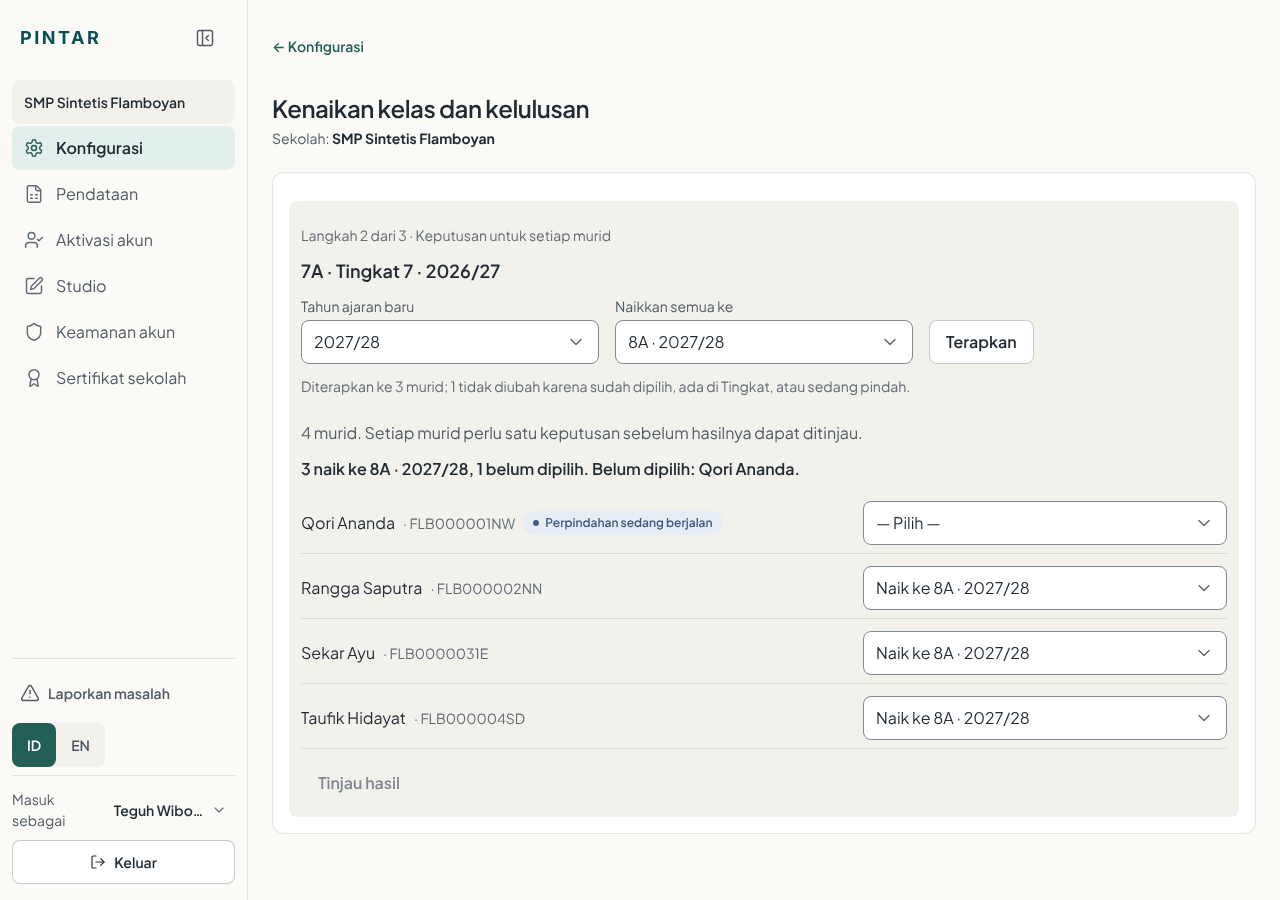 PINTAR
SMP Sintetis Flamboyan
Konfigurasi
Pendataan
Aktivasi akun
Studio
Keamanan akun
Sertifikat sekolah
Laporkan masalah
ID EN
Masuk sebagai
Teguh Wibo...
Keluar
← Konfigurasi
Kenaikan kelas dan kelulusan
Sekolah: SMP Sintetis Flamboyan
Langkah 2 dari 3 · Keputusan untuk setiap murid
7A · Tingkat 7 · 2026/27
Tahun ajaran baru
2027/28
Naikkan semua ke
8A · 2027/28
Terapkan
Diterapkan ke 3 murid; 1 tidak diubah karena sudah dipilih, ada di Tingkat, atau sedang pindah.
4 murid. Setiap murid perlu satu keputusan sebelum hasilnya dapat ditinjau.
3 naik ke 8A · 2027/28, 1 belum dipilih. Belum dipilih: Qori Ananda.
Qori Ananda · FLB000001NW Perpindahan sedang berjalan — Pilih —
Rangga Saputra · FLB000002NN Naik ke 8A · 2027/28
Sekar Ayu · FLB0000031E Naik ke 8A · 2027/28
Taufik Hidayat · FLB000004SD Naik ke 8A · 2027/28
Tinjau hasil